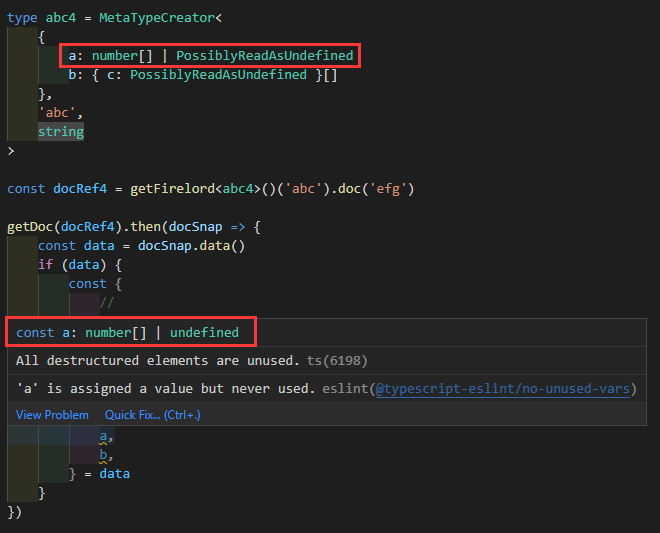 type abc4 = MetaTypeCreator<
{
a: number[] | PossiblyReadAsUndefined
b: { c: PossiblyReadAsUndefined }[]
},
'abc',
string
>
const docRef4 = getFirelord<abc4>()('abc').doc('efg')
getDoc(docRef4).then(docSnap => {
const data = docSnap.data()
if (data) {
const {
//
const a: number[] | undefined
All destructured elements are unused. ts(6198)
'a' is assigned a value but never used. eslint(@typescript-eslint/no-unused-vars)
View Problem Quick Fix... (Ctrl+.)
a,
b,
} = data
}
})